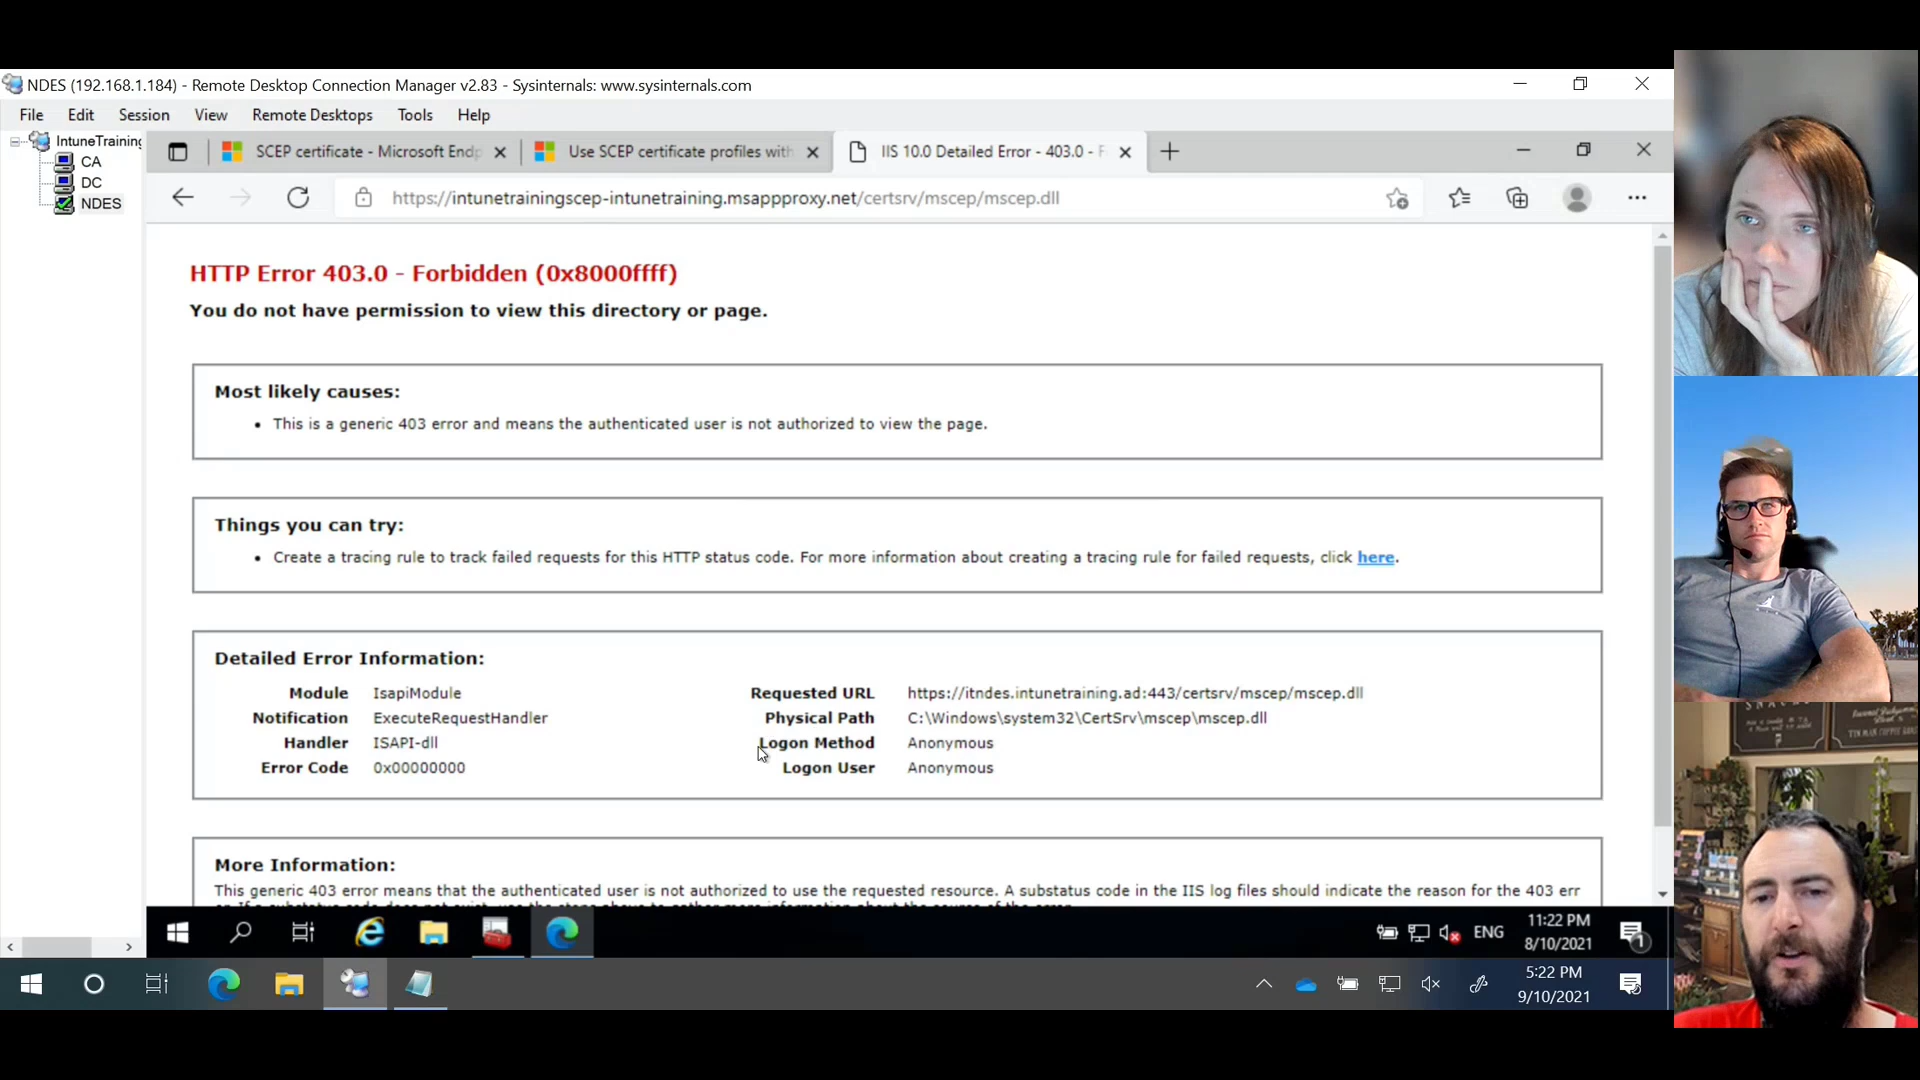 NDES (192.168.1.184) - Remote Desktop Connection Manager v2.83 - Sysinternals: www.sysinternals.com
File Edit Session View Remote Desktops Tools Help
IntuneTraining
CA
DC
NDES
SCEP certificate - Microsoft Endp
Use SCEP certificate profiles with
IIS 10.0 Detailed Error - 403.0 - F
https://intunetrainingscep-intunetraining.msappproxy.net/certsrv/mscep/mscep.dll
HTTP Error 403.0 - Forbidden (0x8000ffff)
You do not have permission to view this directory or page.
Most likely causes:
• This is a generic 403 error and means the authenticated user is not authorized to view the page.
Things you can try:
• Create a tracing rule to track failed requests for this HTTP status code. For more information about creating a tracing rule for failed requests, click here.
Detailed Error Information:
Module IsapiModule
Notification ExecuteRequestHandler
Handler ISAPI-dll
Error Code 0x00000000
Requested URL https://itndes.intunetraining.ad:443/certsrv/mscep/mscep.dll
Physical Path C:\Windows\system32\CertSrv\mscep\mscep.dll
Logon Method Anonymous
Logon User Anonymous
More Information:
This generic 403 error means that the authenticated user is not authorized to use the requested resource. A substatus code in the IIS log files should indicate the reason for the 403 err
ENG
11:22 PM
8/10/2021
1
5:22 PM
9/10/2021